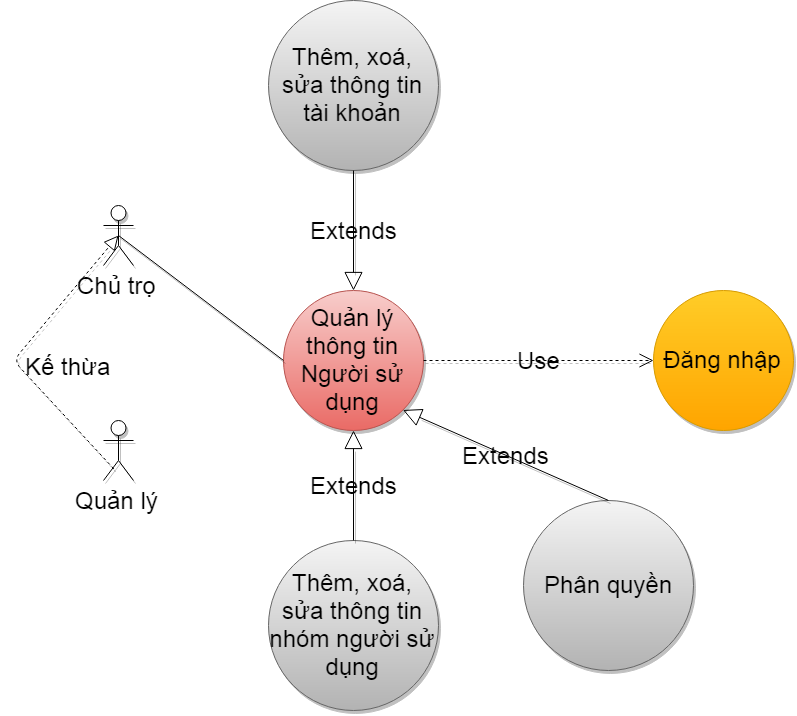 Thêm, xoá,
sửa thông tin
tài khoản
Extends
Chủ trọ
Kế thừa
Quản lý
Quản lý
thông tin
Người sử
dụng
Use
Đăng nhập
Extends
Extends
Thêm, xoá,
sửa thông tin
nhóm người sử
dụng
Phân quyền